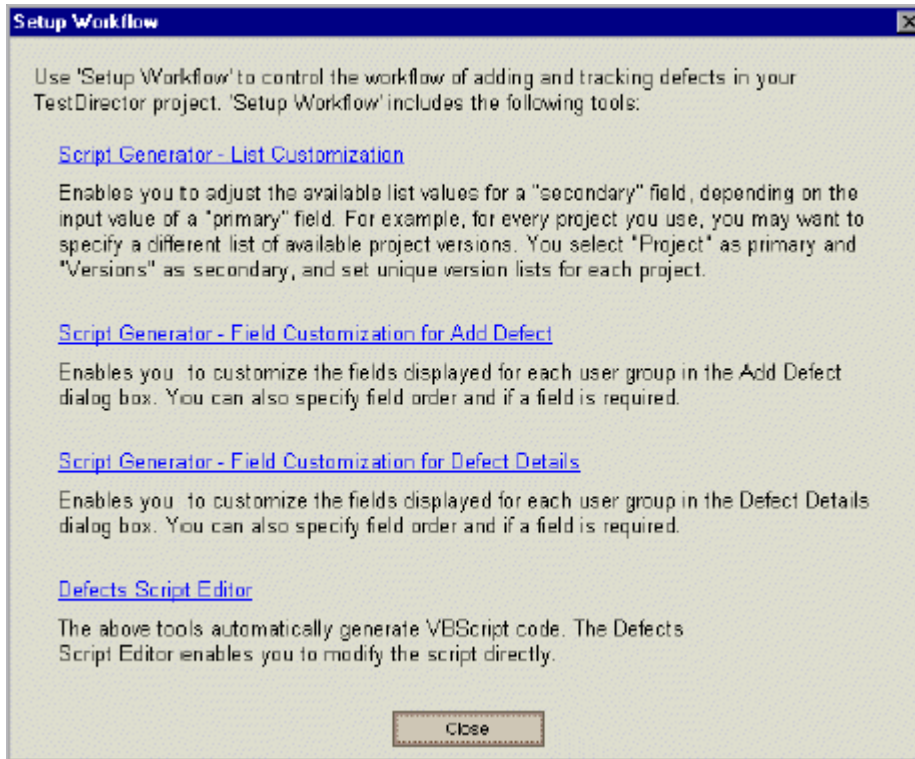 Setup Workflow
Use 'Setup Workflow' to control the workflow of adding and tracking defects in your
TestDirector project. 'Setup Workflow' includes the following tools:
Script Generator - List Customization
Enables you to adjust the available list values for a "secondary" field, depending on the
input value of a "primary" field. For example, for every project you use, you may want to
specify a different list of available project versions. You select "Project" as primary and
"Versions" as secondary, and set unique version lists for each project.
Script Generator - Field Customization for Add Defect
Enables you  to customize the fields displayed for each user group in the Add Defect
dialog box. You can also specify field order and if a field is required.
Script Generator - Field Customization for Defect Details
Enables you  to customize the fields displayed for each user group in the Defect Details
dialog box. You can also specify field order and if a field is required.
Defects Script Editor
The above tools automatically generate VBScript code. The Defects
Script Editor enables you to modify the script directly.
Close